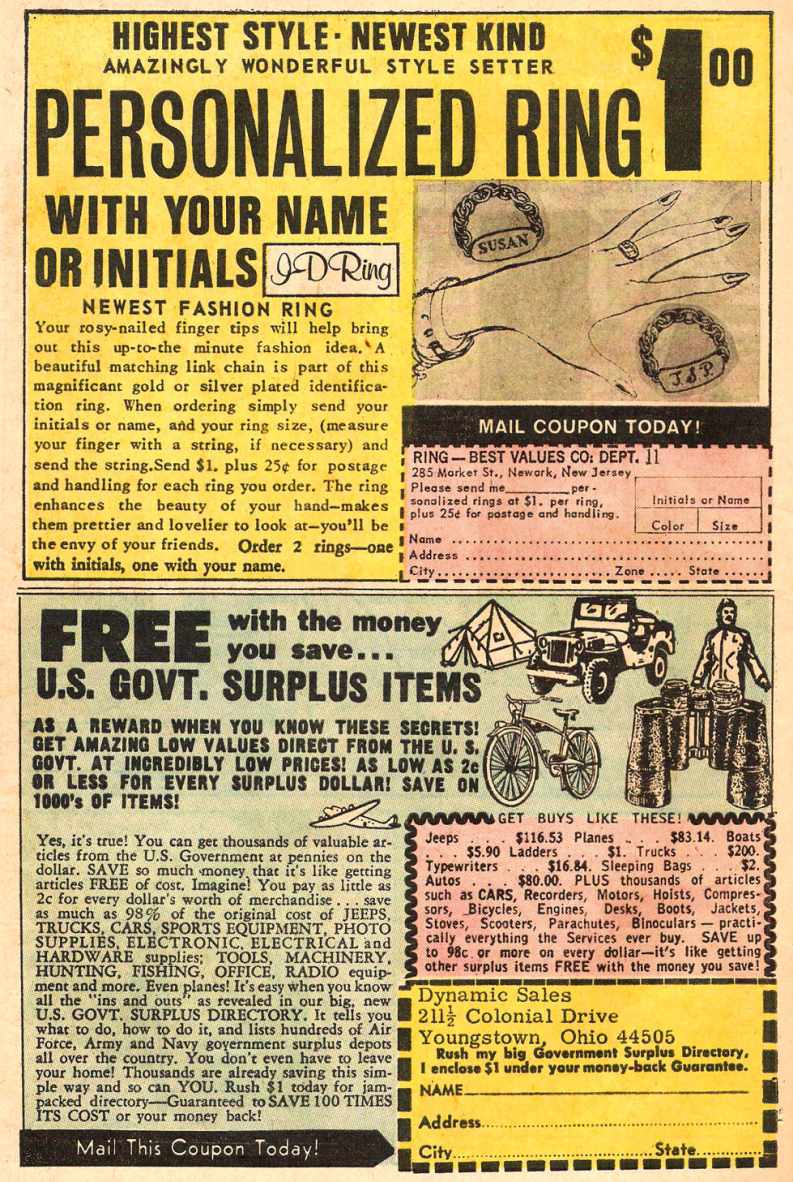 HIGHEST STYLE · NEWEST KIND
AMAZINGLY WONDERFUL STYLE SETTER
$1.00
PERSONALIZED RING
WITH YOUR NAME
OR INITIALS
I-D Ring
NEWEST FASHION RING
Your rosy-nailed finger tips will help bring
out this up-to-the minute fashion idea. A
beautiful matching link chain is part of this
magnificant gold or silver plated identifica-
tion ring. When ordering simply send your
initials or name, and your ring size, (measure
your finger with a string, if necessary) and
send the string.Send $1. plus 25¢ for postage
and handling for each ring you order. The ring
enhances the beauty of your hand—makes
them prettier and lovelier to look at—you'll be
the envy of your friends. Order 2 rings—one
with initials, one with your name.
SUSAN
J.S.P.
MAIL COUPON TODAY!
RING — BEST VALUES CO: DEPT. 11
285 Market St., Newark, New Jersey
Please send me________per-
sonalized rings at $1. per ring,
plus 25¢ for postage and handling.
Initials or Name
Color Size
Name ........................................
Address ........................................
City........................ Zone ..... State ......
FREE with the money
you save...
U.S. GOVT. SURPLUS ITEMS
AS A REWARD WHEN YOU KNOW THESE SECRETS!
GET AMAZING LOW VALUES DIRECT FROM THE U. S.
GOVT. AT INCREDIBLY LOW PRICES! AS LOW AS 2c
OR LESS FOR EVERY SURPLUS DOLLAR! SAVE ON
1000's OF ITEMS!
Yes, it's true! You can get thousands of valuable ar-
ticles from the U.S. Government at pennies on the
dollar. SAVE so much money that it's like getting
articles FREE of cost. Imagine! You pay as little as
2c for every dollar's worth of merchandise . . . save
as much as 98% of the original cost of JEEPS,
TRUCKS, CARS, SPORTS EQUIPMENT, PHOTO
SUPPLIES, ELECTRONIC, ELECTRICAL and
HARDWARE supplies; TOOLS, MACHINERY,
HUNTING, FISHING, OFFICE, RADIO equip-
ment and more. Even planes! It's easy when you know
all the "ins and outs" as revealed in our big, new
U.S. GOVT. SURPLUS DIRECTORY. It tells you
what to do, how to do it, and lists hundreds of Air
Force, Army and Navy government surplus depots
all over the country. You don't even have to leave
your home! Thousands are already saving this sim-
ple way and so can YOU. Rush $1 today for jam-
packed directory—Guaranteed to SAVE 100 TIMES
ITS COST or your money back!
Mail This Coupon Today!
GET BUYS LIKE THESE!
Jeeps . . . $116.53 Planes . . . $83.14. Boats
. . . $5.90 Ladders . . . $1. Trucks . . . $200.
Typewriters . . . $16.84. Sleeping Bags . . . $2.
Autos . . . $80.00. PLUS thousands of articles
such as CARS, Recorders, Motors, Hoists, Compres-
sors, Bicycles, Engines, Desks, Boots, Jackets,
Stoves, Scooters, Parachutes, Binoculars — practi-
cally everything the Services ever buy. SAVE up
to 98c or more on every dollar—it's like getting
other surplus items FREE with the money you save!
Dynamic Sales
211½ Colonial Drive
Youngstown, Ohio 44505
Rush my big Government Surplus Directory.
I enclose $1 under your money-back Guarantee.
NAME
Address........................................
City........................State............